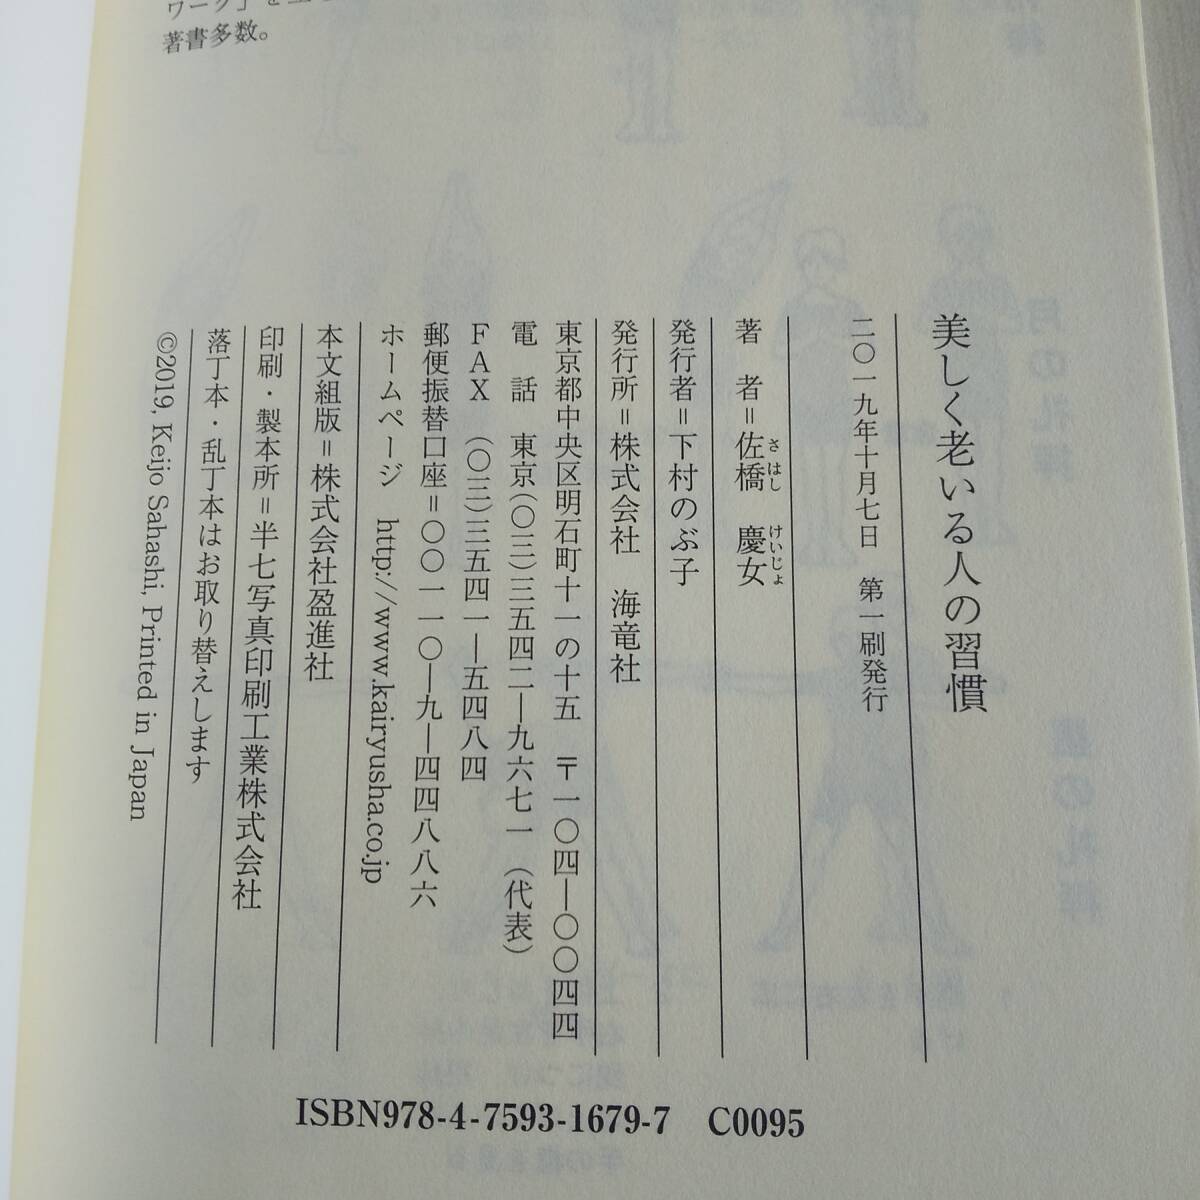 著書多数。
美しく老いる人の習慣
二〇一九年十月七日　第一刷発行
著　者＝佐橋　慶女
さはし　けいじょ
発行者＝下村のぶ子
発行所＝株式会社　海竜社
東京都中央区明石町十一の十五　〒一〇四―〇〇四四
電　話　東京(〇三)三五四二―九六七一(代表)
ＦＡＸ　(〇三)三五四一―五四八四
郵便振替口座＝〇〇一一〇―九―四四八八六
ホームページ　http://www.kairyusha.co.jp
本文組版＝株式会社盈進社
印刷・製本所＝半七写真印刷工業株式会社
落丁本・乱丁本はお取り替えします
©2019, Keijo Sahashi, Printed in Japan
ISBN978-4-7593-1679-7　C0095